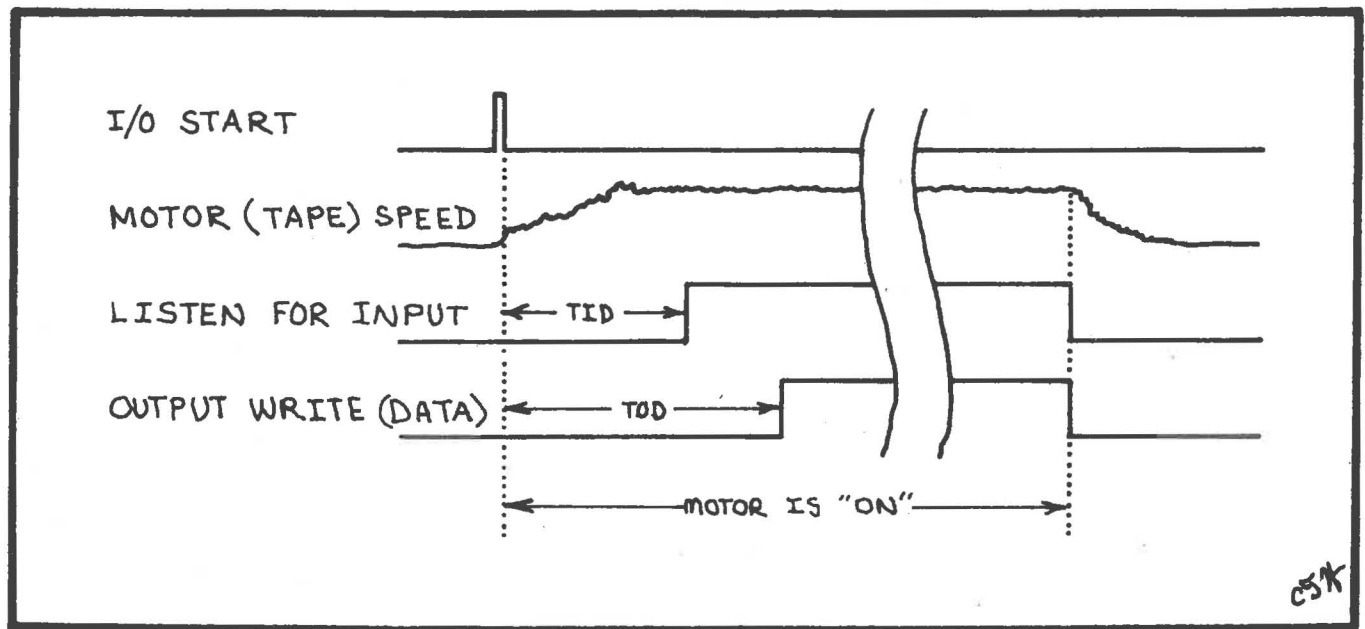 I/O START
MOTOR (TAPE) SPEED
LISTEN FOR INPUT
TID
OUTPUT WRITE (DATA)
TOD
MOTOR IS "ON"